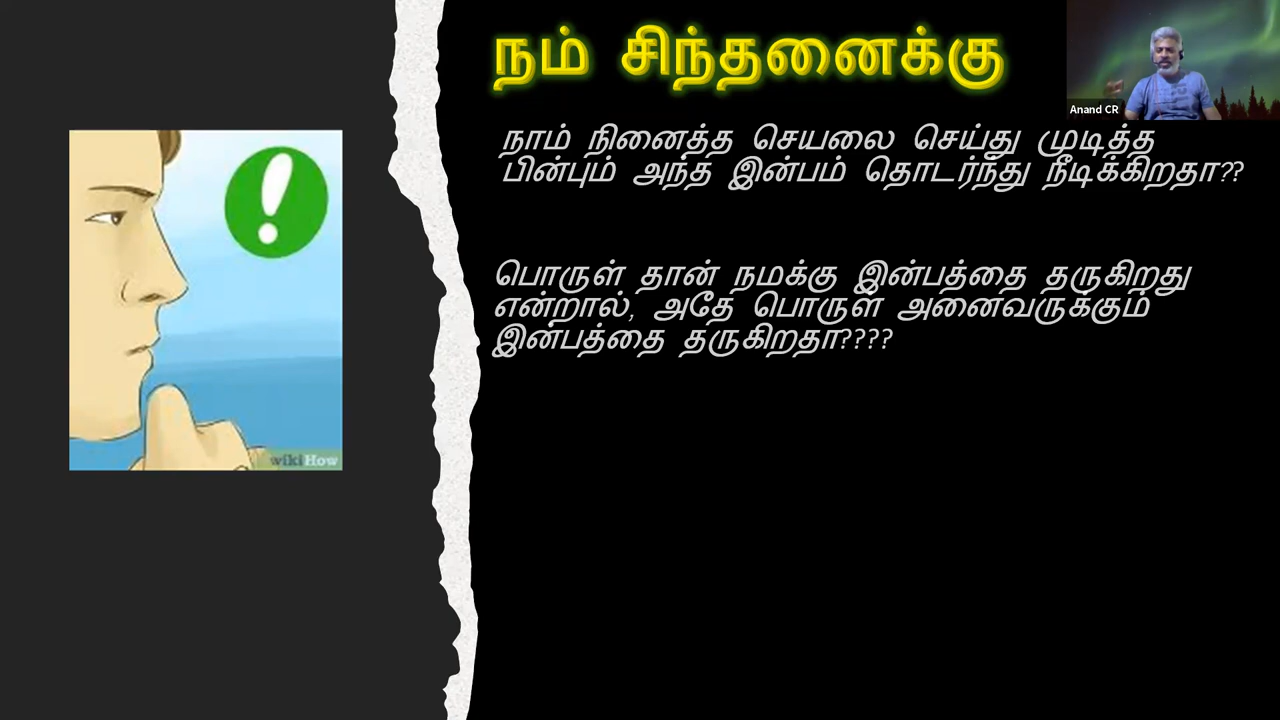 நம் சிந்தனைக்கு
Anand CR
நாம் நினைத்த செயலை செய்து முடித்த
பின்பும் அந்த இன்பம் தொடர்ந்து நீடிக்கிறதா??
பொருள் தான் நமக்கு இன்பத்தை தருகிறது
என்றால், அதே பொருள் அனைவருக்கும்
இன்பத்தை தருகிறதா????
wikiHow